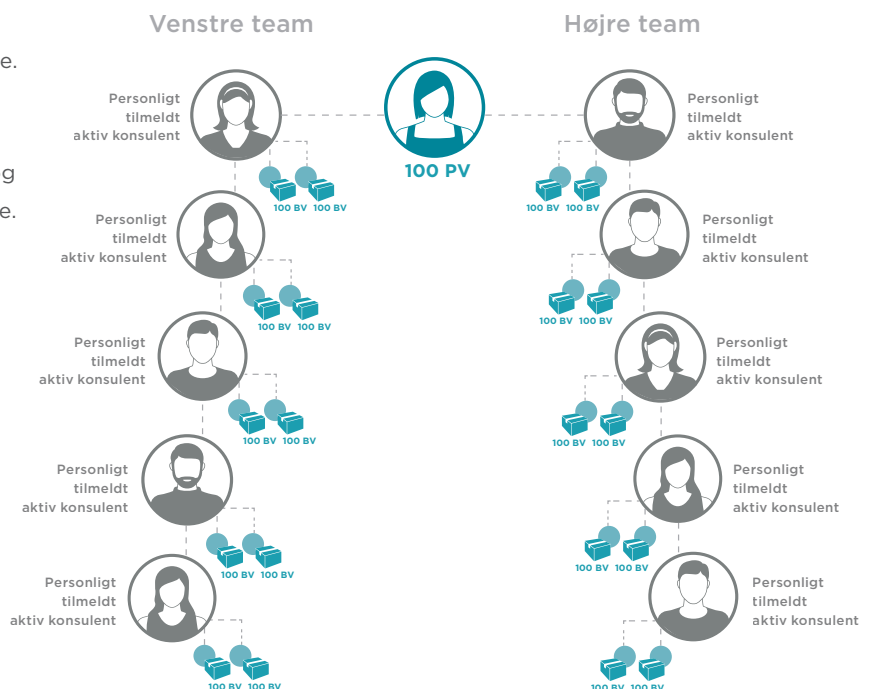 Venstre team
Højre team
e.
g
e.
100 PV
Personligt
tilmeldt
aktiv konsulent
100 BV 100 BV
Personligt
tilmeldt
aktiv konsulent
100 BV 100 BV
Personligt
tilmeldt
aktiv konsulent
100 BV 100 BV
Personligt
tilmeldt
aktiv konsulent
100 BV 100 BV
Personligt
tilmeldt
aktiv konsulent
100 BV 100 BV
Personligt
tilmeldt
aktiv konsulent
100 BV 100 BV
Personligt
tilmeldt
aktiv konsulent
100 BV 100 BV
Personligt
tilmeldt
aktiv konsulent
100 BV 100 BV
Personligt
tilmeldt
aktiv konsulent
100 BV 100 BV
Personligt
tilmeldt
aktiv konsulent
100 BV 100 BV